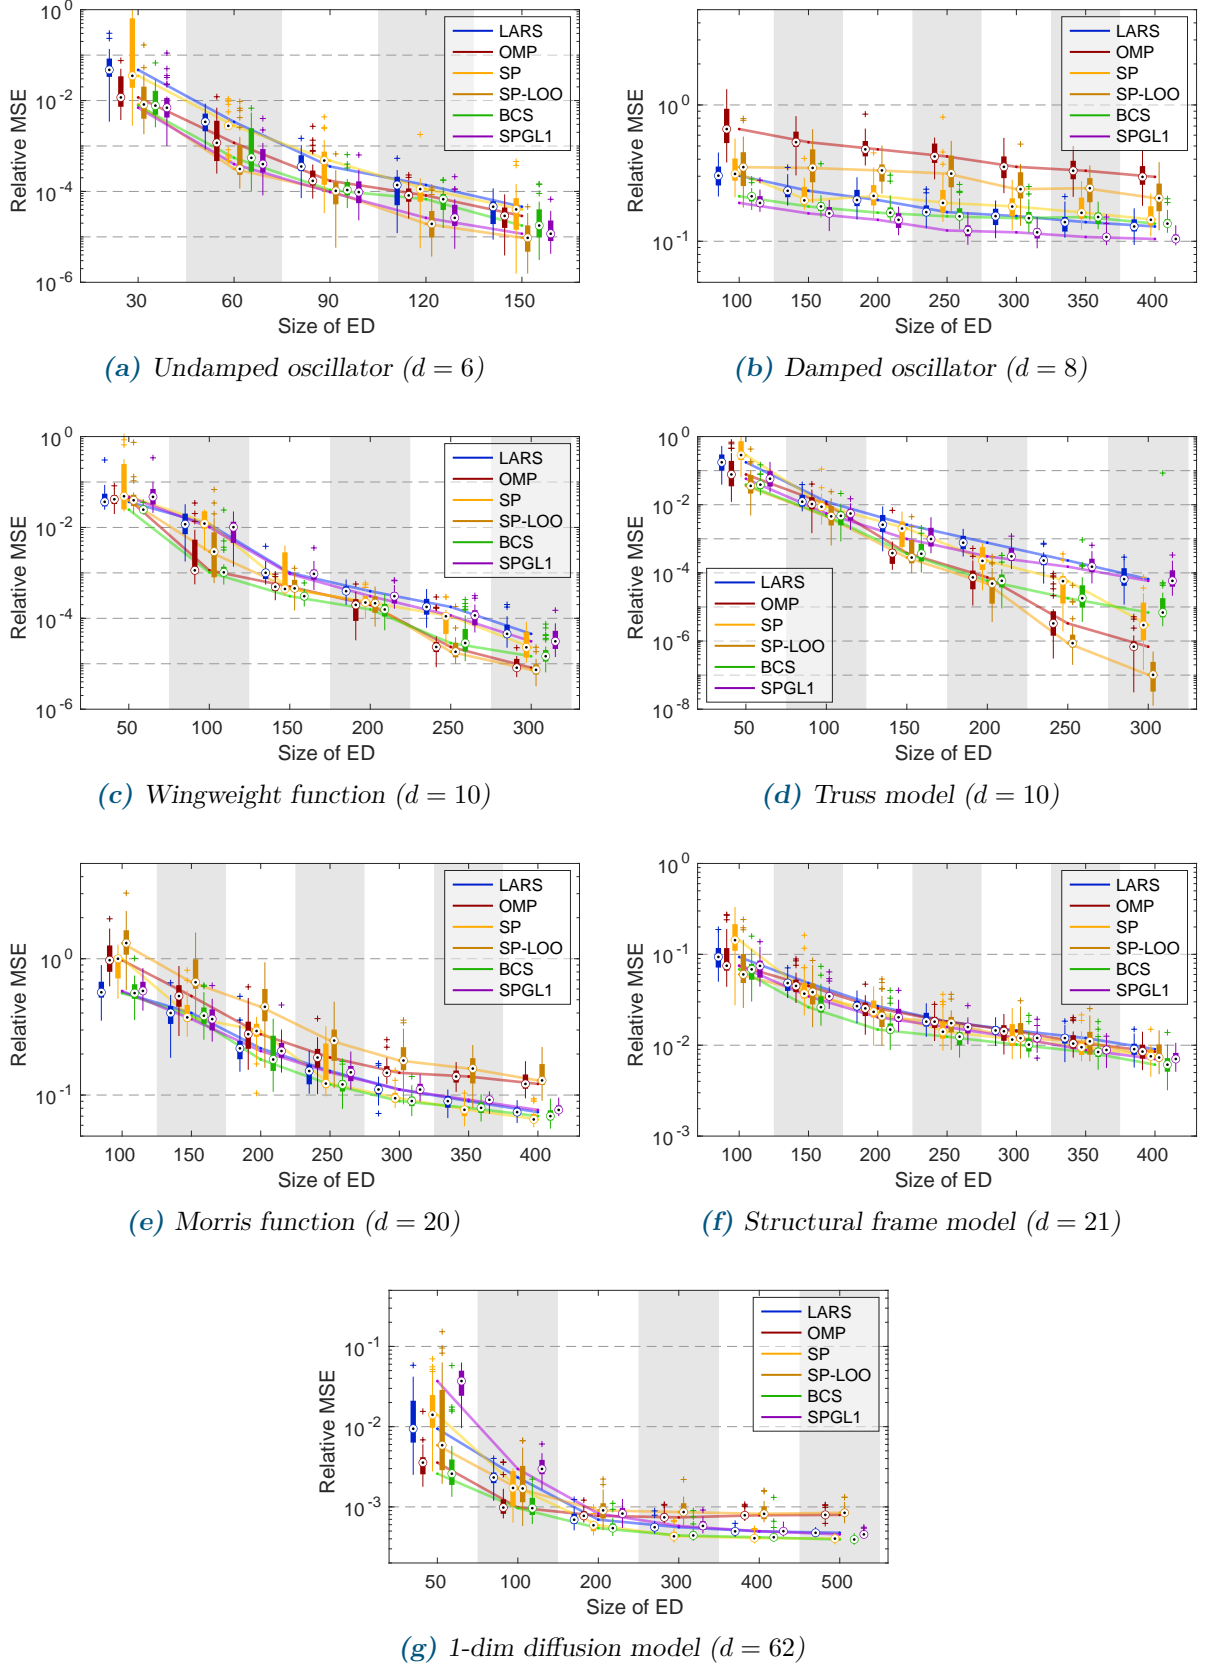 10^0
10^-2
10^-4
10^-6
Relative MSE
30 60 90 120 150
Size of ED
LARS
OMP
SP
SP-LOO
BCS
SPGL1
(a) Undamped oscillator (d = 6)
10^0
10^-1
Relative MSE
100 150 200 250 300 350 400
Size of ED
LARS
OMP
SP
SP-LOO
BCS
SPGL1
(b) Damped oscillator (d = 8)
10^0
10^-2
10^-4
10^-6
Relative MSE
50 100 150 200 250 300
Size of ED
LARS
OMP
SP
SP-LOO
BCS
SPGL1
(c) Wingweight function (d = 10)
10^0
10^-2
10^-4
10^-6
10^-8
Relative MSE
50 100 150 200 250 300
Size of ED
LARS
OMP
SP
SP-LOO
BCS
SPGL1
(d) Truss model (d = 10)
10^0
10^-1
Relative MSE
100 150 200 250 300 350 400
Size of ED
LARS
OMP
SP
SP-LOO
BCS
SPGL1
(e) Morris function (d = 20)
10^0
10^-1
10^-2
10^-3
Relative MSE
100 150 200 250 300 350 400
Size of ED
LARS
OMP
SP
SP-LOO
BCS
SPGL1
(f) Structural frame model (d = 21)
10^-1
10^-2
10^-3
Relative MSE
50 100 200 300 400 500
Size of ED
LARS
OMP
SP
SP-LOO
BCS
SPGL1
(g) 1-dim diffusion model (d = 62)